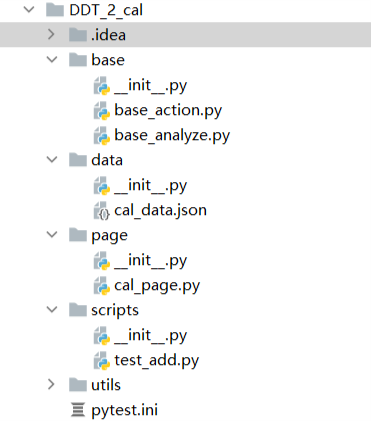 DDT_2_cal
.idea
base
__init__.py
base_action.py
base_analyze.py
data
__init__.py
cal_data.json
page
__init__.py
cal_page.py
scripts
__init__.py
test_add.py
utils
pytest.ini